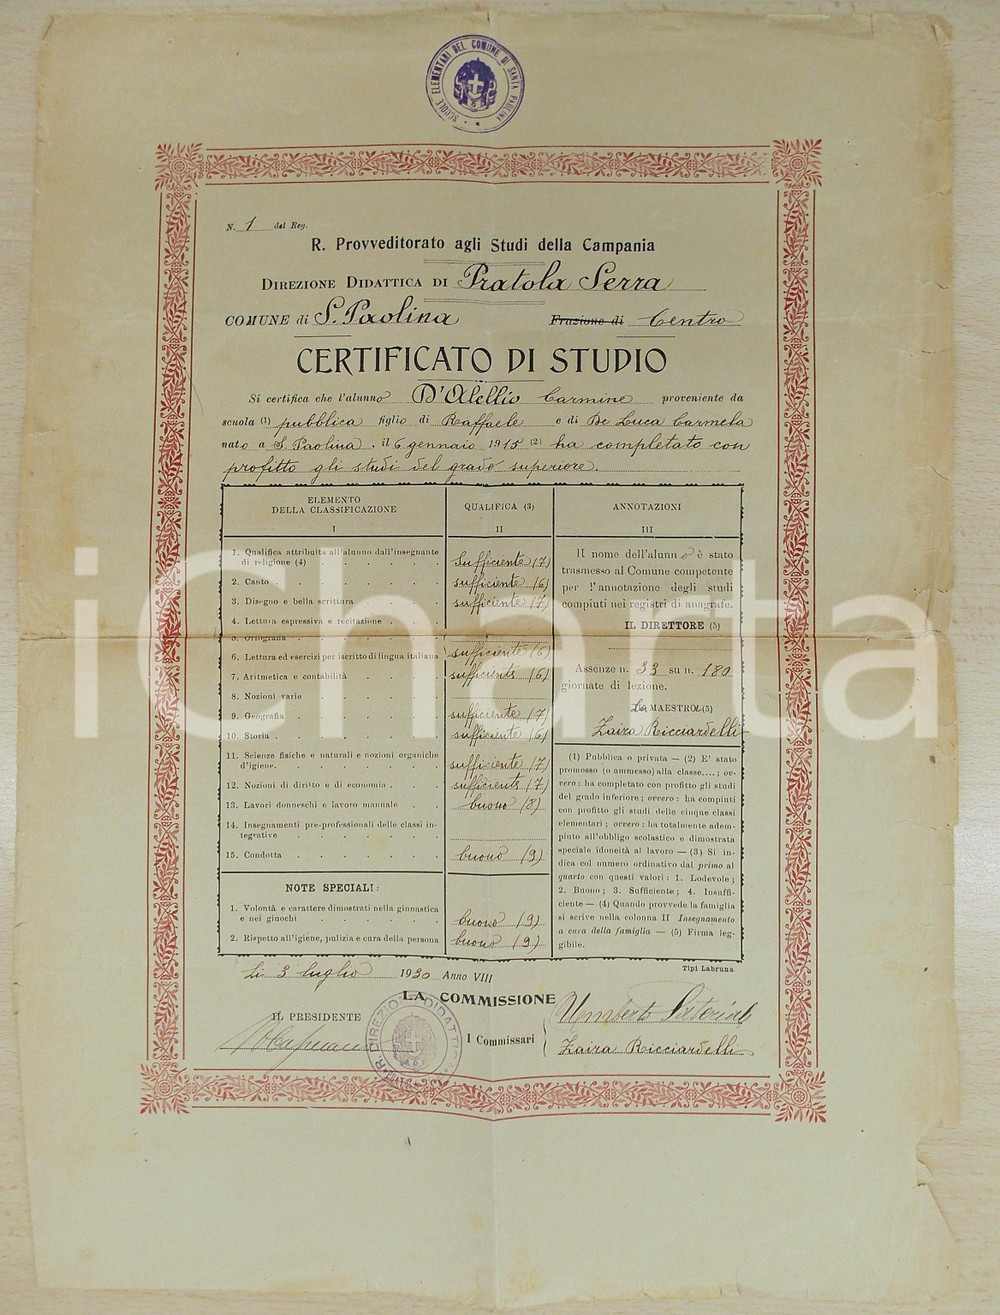 SCUOLE ELEMENTARI DEL COMUNE DI SANTA PAOLINA
N. 1 del Reg.
R. Provveditorato agli Studi della Campania
DIREZIONE DIDATTICA DI Pratola Serra
COMUNE di S. Paolina Frazione di Centro
CERTIFICATO DI STUDIO
Si certifica che l'alunno D'Alellio Carmine proveniente da
scuola (1) pubblica figlio di Raffaele e di De Luca Carmela
nato a S. Paolina, il 6 gennaio 1915 (2) ha completato con
profitto gli studi del grado superiore.
ELEMENTO DELLA CLASSIFICAZIONE QUALIFICA (3) ANNOTAZIONI
I II III
1. Qualifica attribuita all'alunno dall'insegnante
di religione (4) Sufficiente (7)
2. Canto sufficiente (6)
3. Disegno e bella scrittura sufficiente (7)
4. Lettura espressiva e recitazione
5. Ortografia
6. Lettura ed esercizi per iscritto di lingua italiana sufficiente (6)
7. Aritmetica e contabilità sufficiente (6)
8. Nozioni varie
9. Geografia sufficiente (7)
10. Storia sufficiente (6)
11. Scienze fisiche e naturali e nozioni organiche
d'igiene sufficiente (7)
12. Nozioni di diritto e di economia sufficiente (7)
13. Lavori donneschi e lavoro manuale buono (8)
14. Insegnamenti pre-professionali delle classi in-
tegrative
15. Condotta buono (9)
NOTE SPECIALI:
1. Volontà e carattere dimostrati nella ginnastica
e nei giuochi buono (9)
2. Rispetto all'igiene, pulizia e cura della persona buono (9)
Il nome dell'alunno è stato
trasmesso al Comune competente
per l'annotazione degli studi
compiuti nei registri di anagrafe.
IL DIRETTORE (5)
Assenze n. 33 su n. 180
giornate di lezione.
La MAESTRO (5)
Zaira Ricciardelli
(1) Pubblica o privata — (2) E' stato
promosso (o ammesso) alla classe....; ov-
vero: ha completato con profitto gli studi
del grado inferiore; ovvero: ha compiuti
con profitto gli studi delle cinque classi
elementari; ovvero: ha totalmente adem-
piuto all'obbligo scolastico e dimostrata
speciale idoneità al lavoro — (3) Si in-
dica col numero ordinativo dal primo al
quarto con questi valori: 1. Lodevole;
2. Buono; 3. Sufficiente; 4. Insuffi-
ciente — (4) Quando provvede la famiglia
si scrive nella colonna II Insegnamento
a cura della famiglia — (5) Firma leg-
gibile.
Tipi Labruna
Li 3 luglio 1930 Anno VIII
LA COMMISSIONE
IL PRESIDENTE
I Commissari
Umberto
Zaira Ricciardelli
iCharta